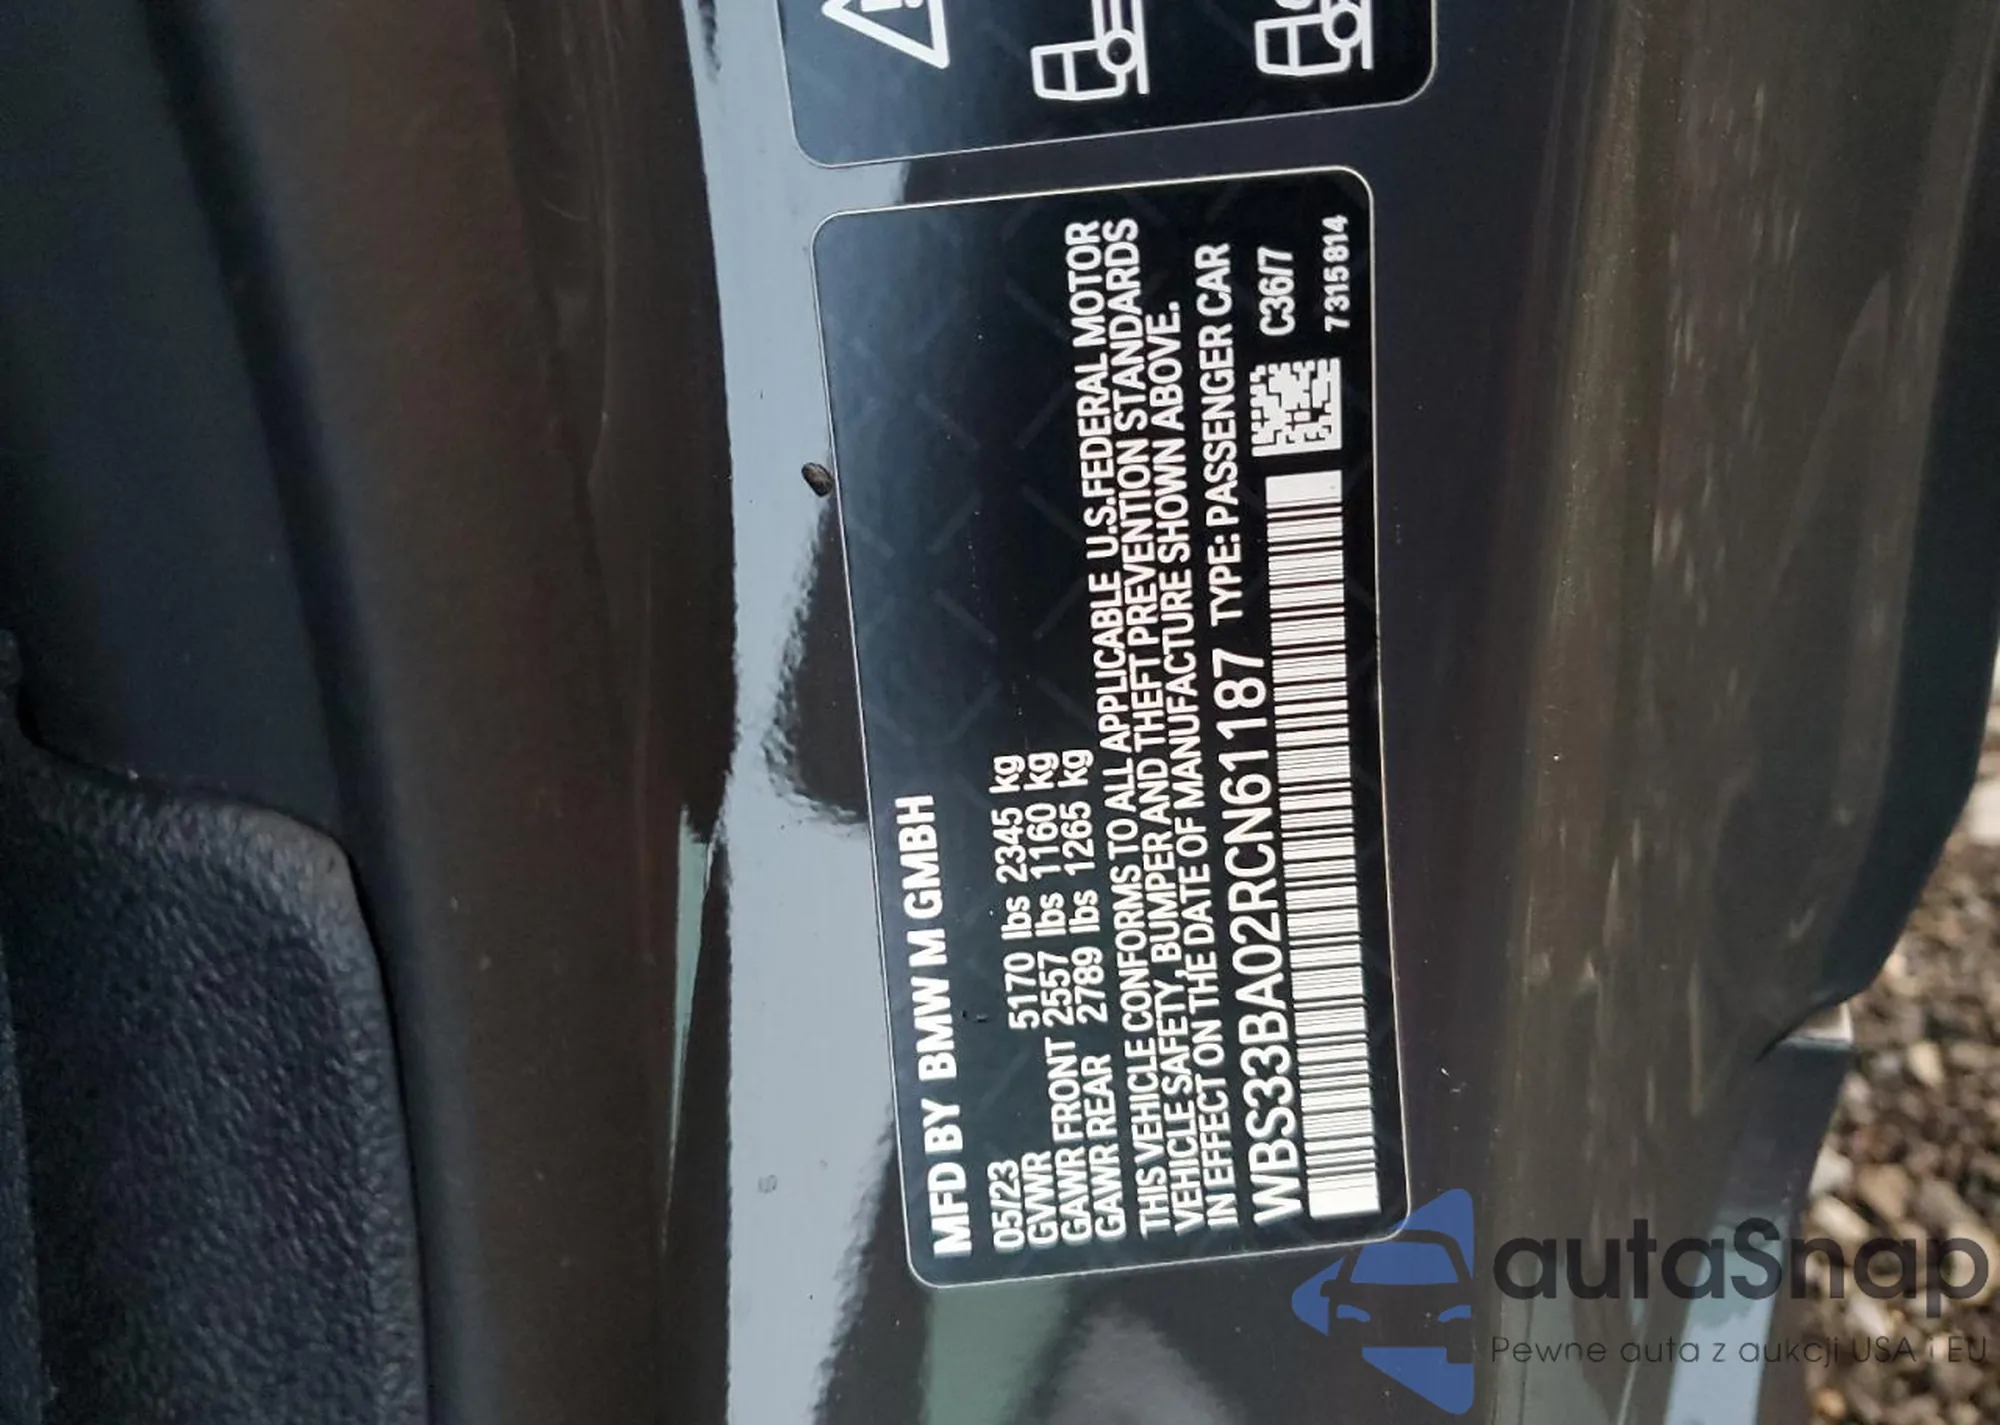 MFD BY BMW M GMBH
05/23
GVWR 5170 lbs 2345 kg
GAWR FRONT 2557 lbs 1160 kg
GAWR REAR 2789 lbs 1265 kg
THIS VEHICLE CONFORMS TO ALL APPLICABLE U.S.FEDERAL MOTOR
VEHICLE SAFETY, BUMPER AND THEFT PREVENTION STANDARDS
IN EFFECT ON THE DATE OF MANUFACTURE SHOWN ABOVE.
WBS33BA02RCN61187 TYPE: PASSENGER CAR
C36/7
7315814
autaSnap
Pewne auta z aukcji USA i EU